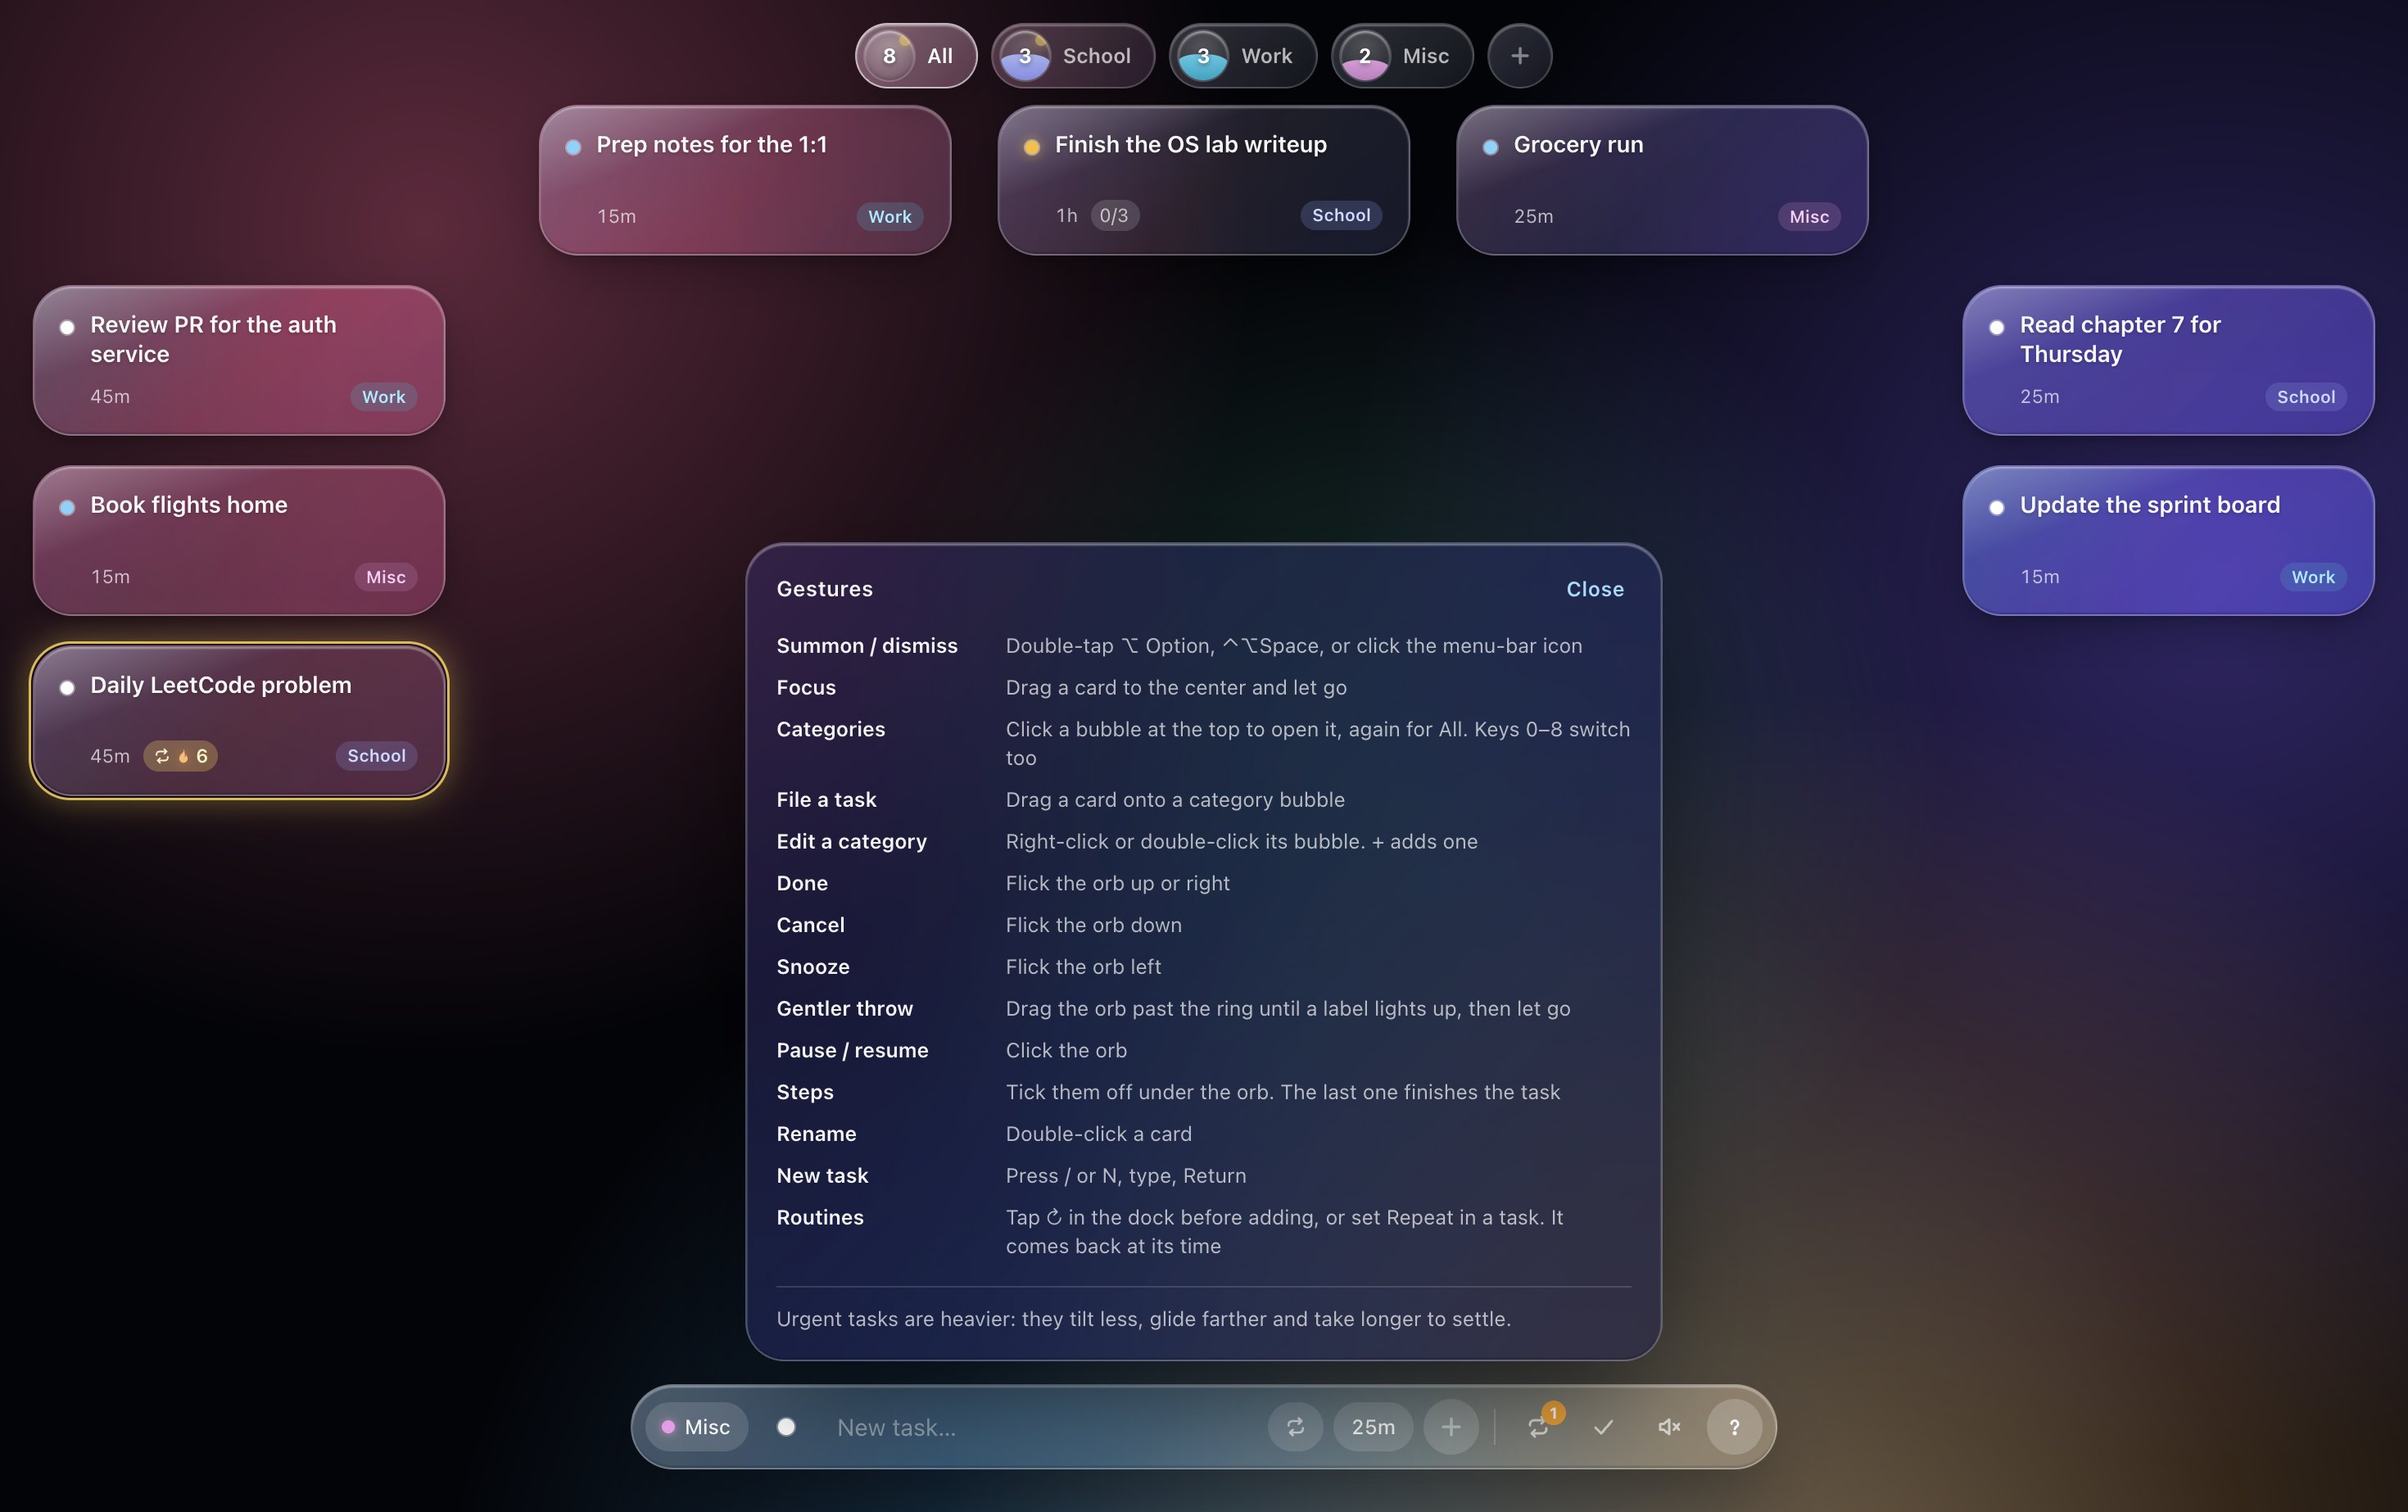 8 All
3 School
3 Work
2 Misc
+
Prep notes for the 1:1
15m Work
Finish the OS lab writeup
1h 0/3 School
Grocery run
25m Misc
Review PR for the auth
service
45m Work
Book flights home
15m Misc
Daily LeetCode problem
45m 6 School
Read chapter 7 for
Thursday
25m School
Update the sprint board
15m Work
Gestures Close
Summon / dismiss Double-tap ⌥ Option, ^⌥Space, or click the menu-bar icon
Focus Drag a card to the center and let go
Categories Click a bubble at the top to open it, again for All. Keys 0–8 switch
too
File a task Drag a card onto a category bubble
Edit a category Right-click or double-click its bubble. + adds one
Done Flick the orb up or right
Cancel Flick the orb down
Snooze Flick the orb left
Gentler throw Drag the orb past the ring until a label lights up, then let go
Pause / resume Click the orb
Steps Tick them off under the orb. The last one finishes the task
Rename Double-click a card
New task Press / or N, type, Return
Routines Tap ↻ in the dock before adding, or set Repeat in a task. It
comes back at its time
Urgent tasks are heavier: they tilt less, glide farther and take longer to settle.
Misc New task... 25m + 1 ?